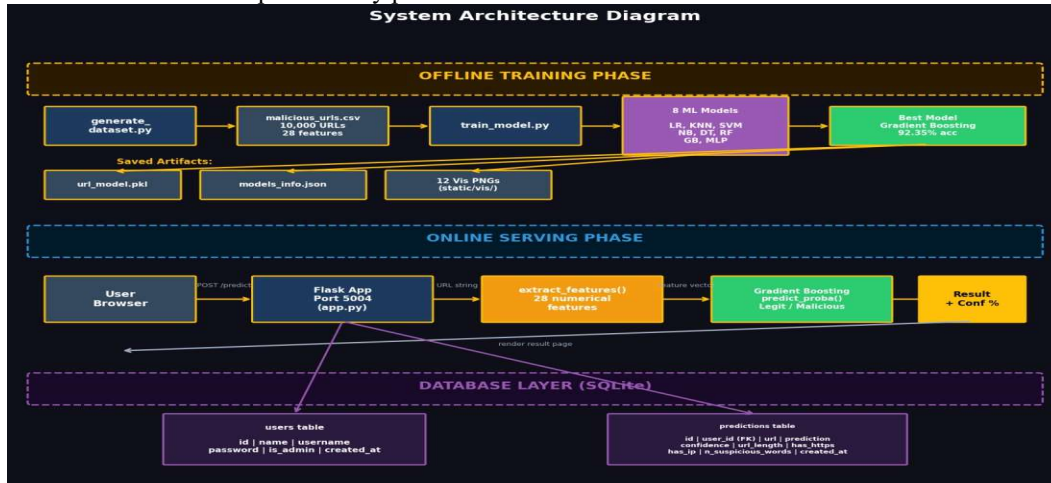 System Architecture Diagram
OFFLINE TRAINING PHASE
generate_
dataset.py
malicious_urls.csv
10,000 URLs
28 features
train_model.py
8 ML Models
LR, KNN, SVM
NB, DT, RF
GB, MLP
Best Model
Gradient Boosting
92.35% acc
Saved Artifacts:
url_model.pkl
models_info.json
12 Vis PNGs
(static/vis/)
ONLINE SERVING PHASE
User
Browser
POST /predict
Flask App
Port 5004
(app.py)
URL string
extract_features()
28 numerical
features
feature vector
Gradient Boosting
predict_proba()
Legit / Malicious
Result
+ Conf %
render result page
DATABASE LAYER (SQLite)
users table
id | name | username
password | is_admin | created_at
predictions table
id | user_id (FK) | url | prediction
confidence | url_length | has_https
has_ip | n_suspicious_words | created_at